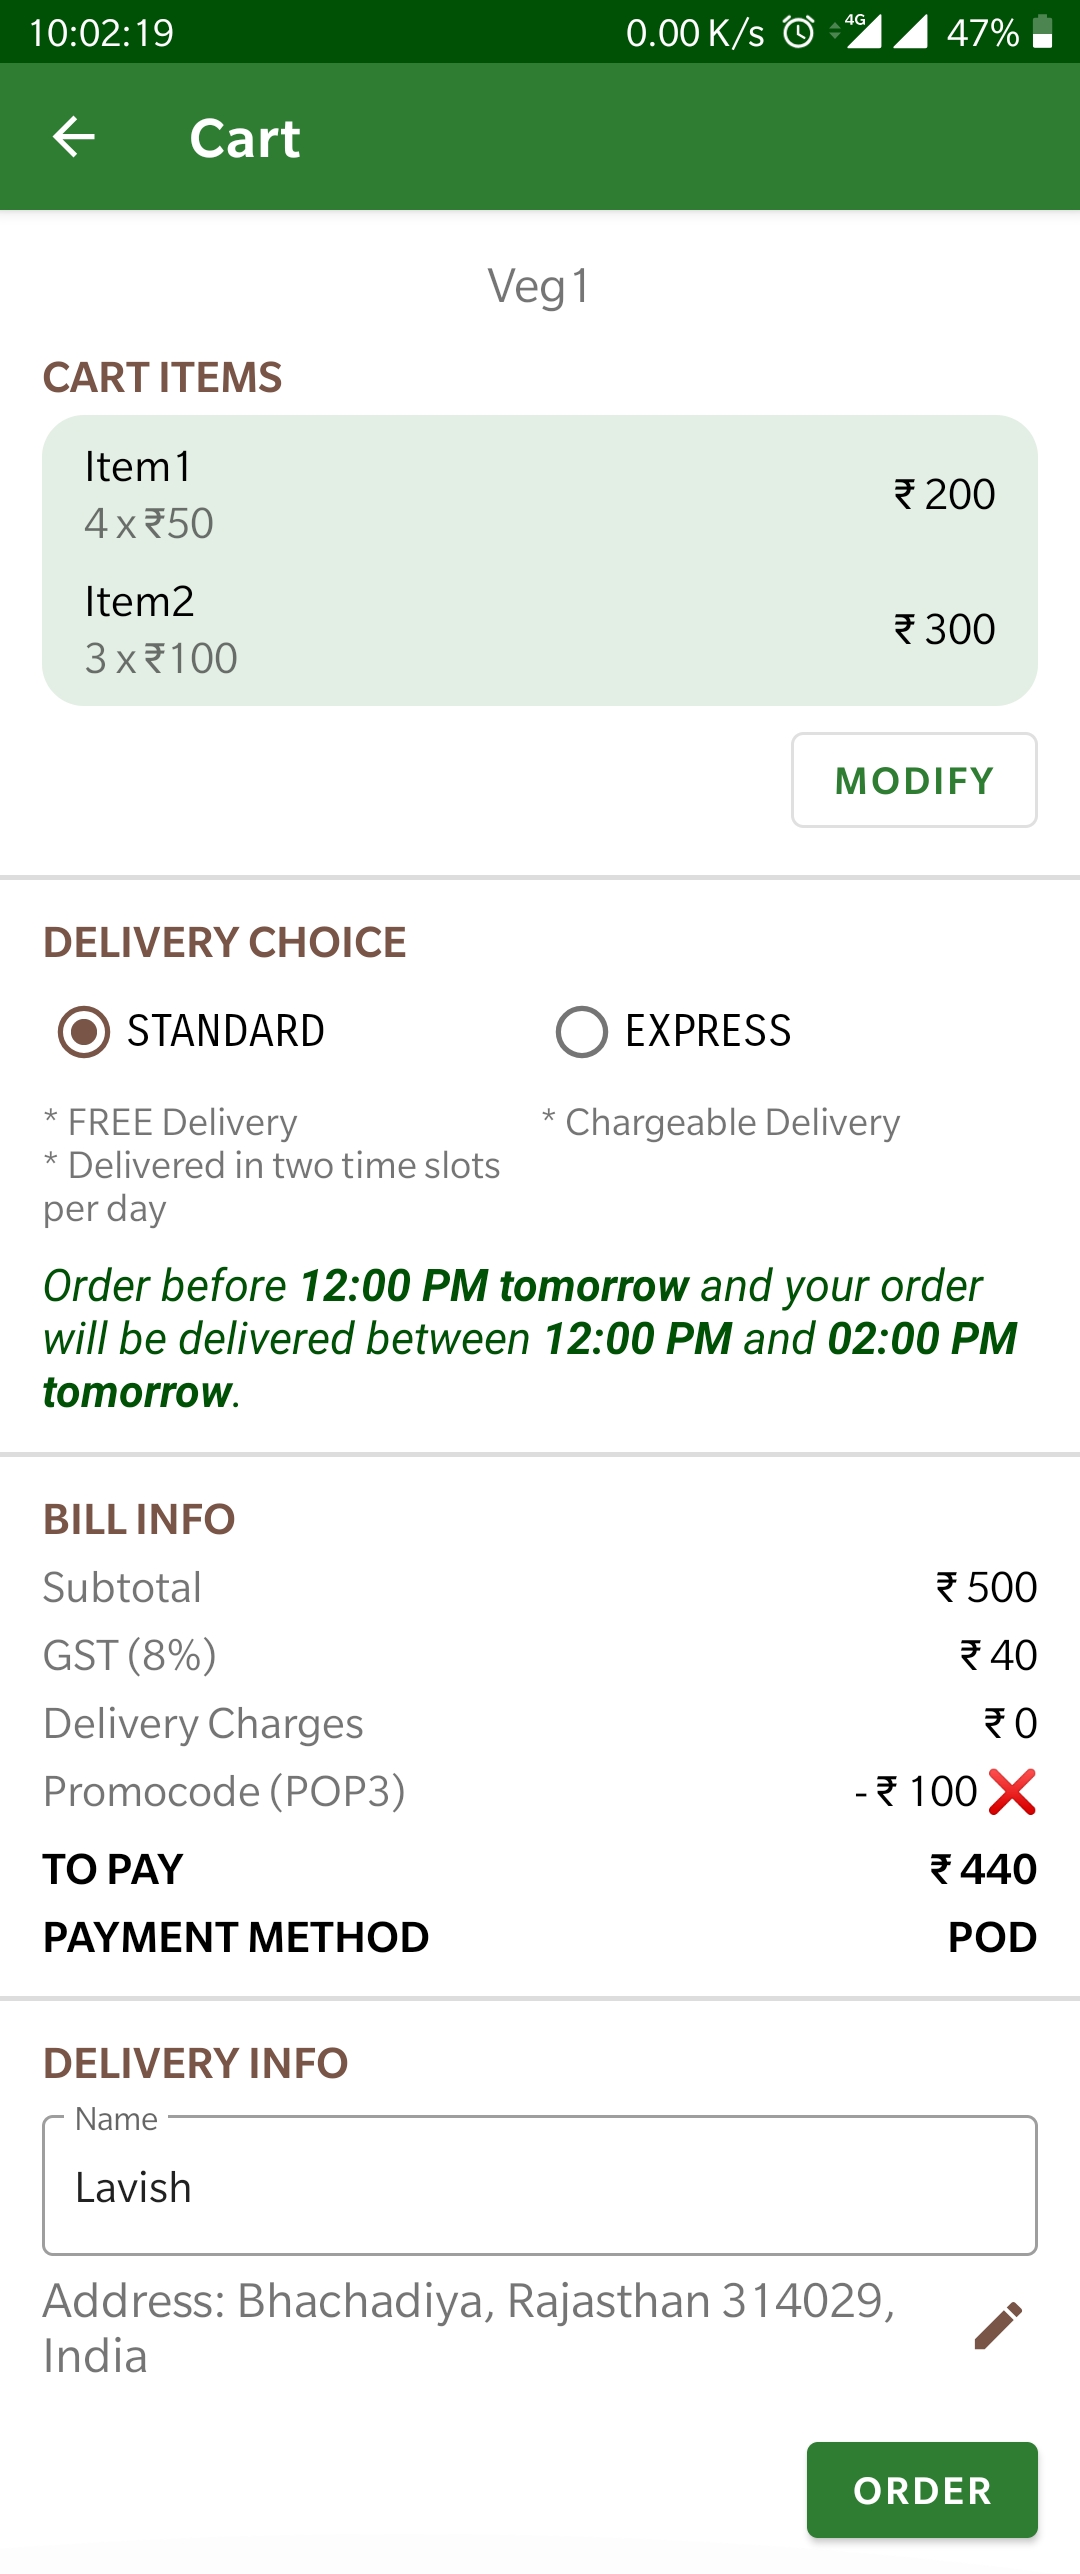 10:02:19 0.00 K/s 4G 47%
Cart
Veg1
CART ITEMS
Item1
4 x ₹50
₹ 200
Item2
3 x ₹100
₹ 300
MODIFY
DELIVERY CHOICE
STANDARD
EXPRESS
* FREE Delivery
* Delivered in two time slots
per day
* Chargeable Delivery
Order before 12:00 PM tomorrow and your order
will be delivered between 12:00 PM and 02:00 PM
tomorrow.
BILL INFO
Subtotal ₹ 500
GST (8%) ₹ 40
Delivery Charges ₹ 0
Promocode (POP3) - ₹ 100 ❌
TO PAY ₹ 440
PAYMENT METHOD POD
DELIVERY INFO
Name
Lavish
Address: Bhachadiya, Rajasthan 314029,
India
ORDER